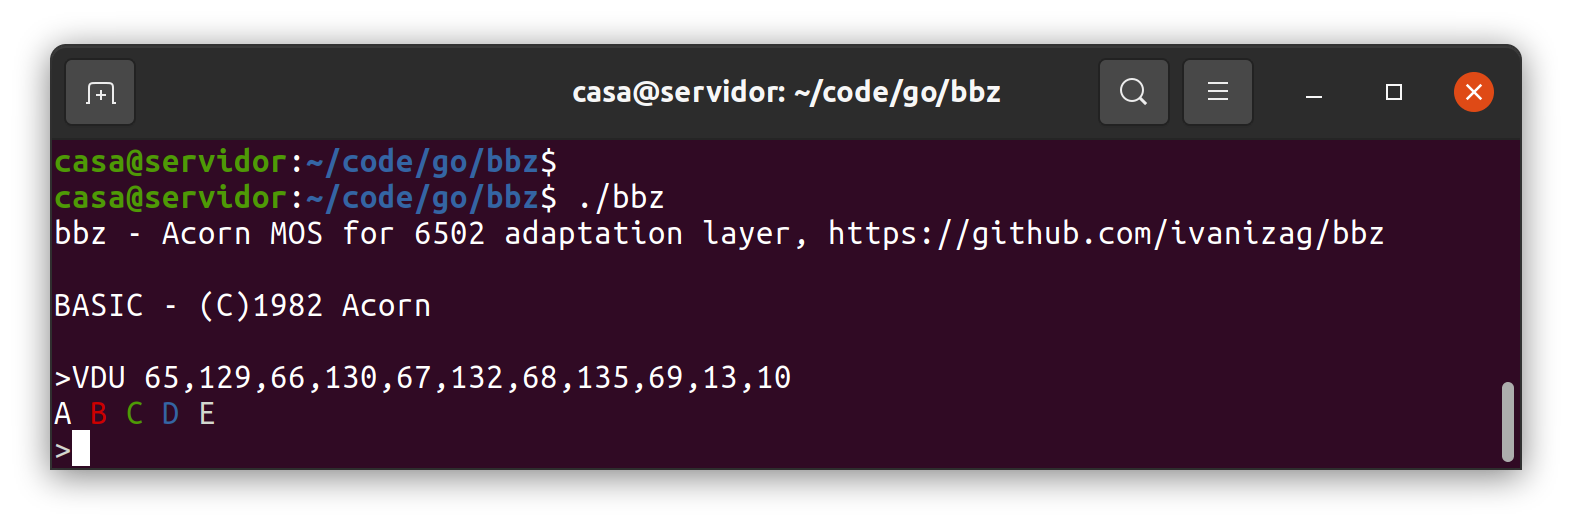 casa@servidor: ~/code/go/bbz
casa@servidor:~/code/go/bbz$
casa@servidor:~/code/go/bbz$ ./bbz
bbz - Acorn MOS for 6502 adaptation layer, https://github.com/ivanizag/bbz
BASIC - (C)1982 Acorn
>VDU 65,129,66,130,67,132,68,135,69,13,10
A B C D E
>